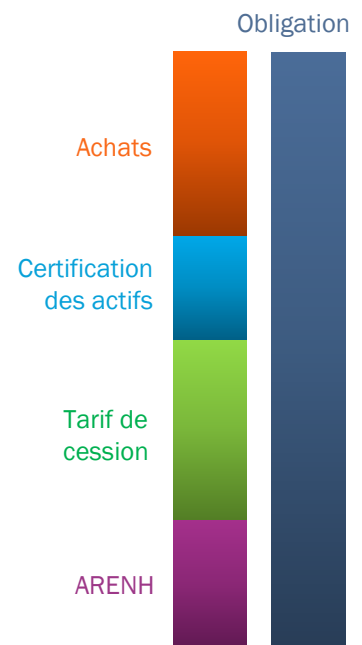 Obligation
Achats
Certification
des actifs
Tarif de
cession
ARENH